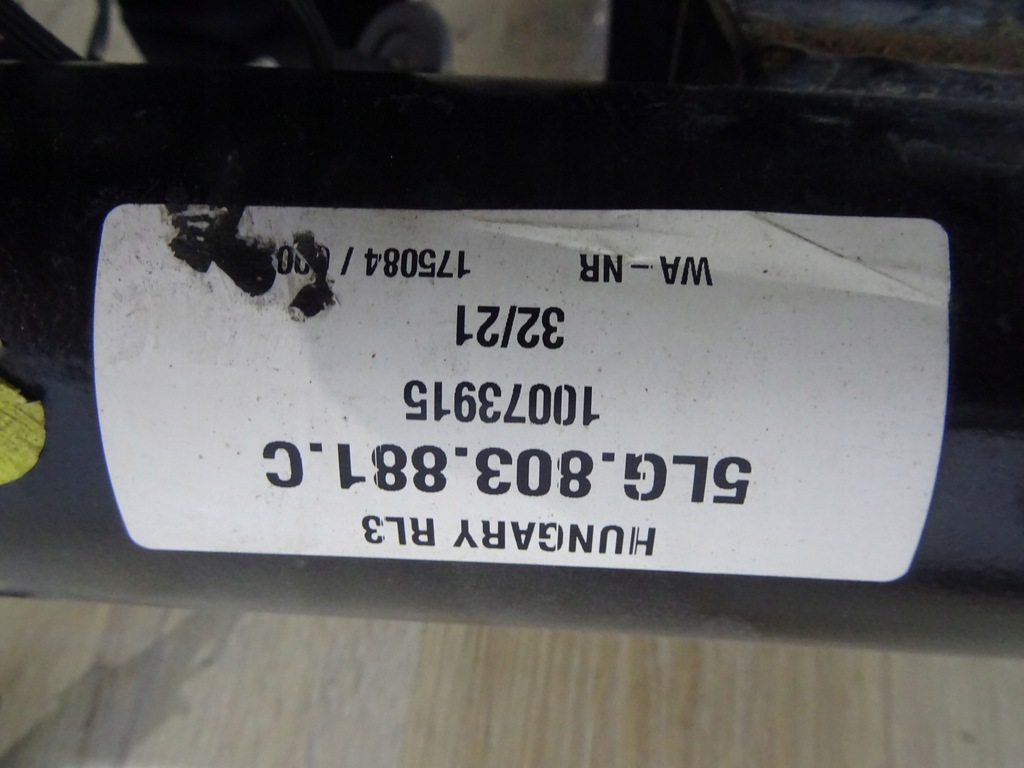 HUNGARY RL3
5LG.803.881.C
10073915
32/21
WA-NR 175084 /